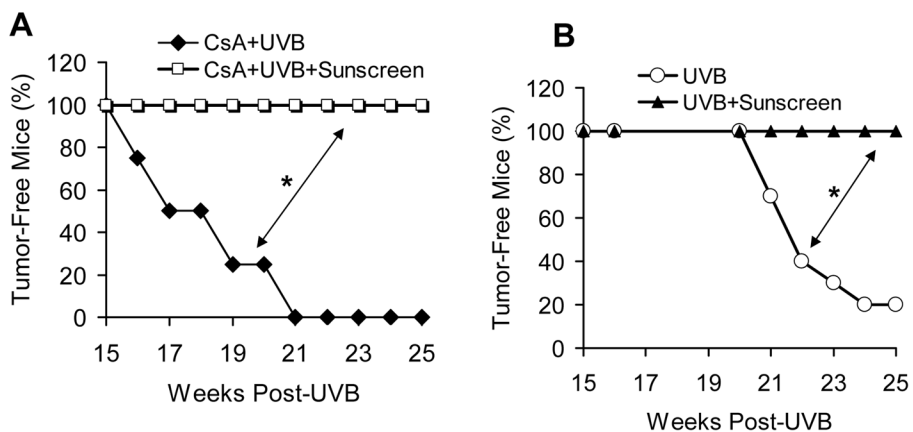 A
CsA+UVB
CsA+UVB+Sunscreen
Tumor-Free Mice (%)
120
100
80
60
40
20
0
*
15 17 19 21 23 25
Weeks Post-UVB
B
UVB
UVB+Sunscreen
Tumor-Free Mice (%)
120
100
80
60
40
20
0
*
15 17 19 21 23 25
Weeks Post-UVB